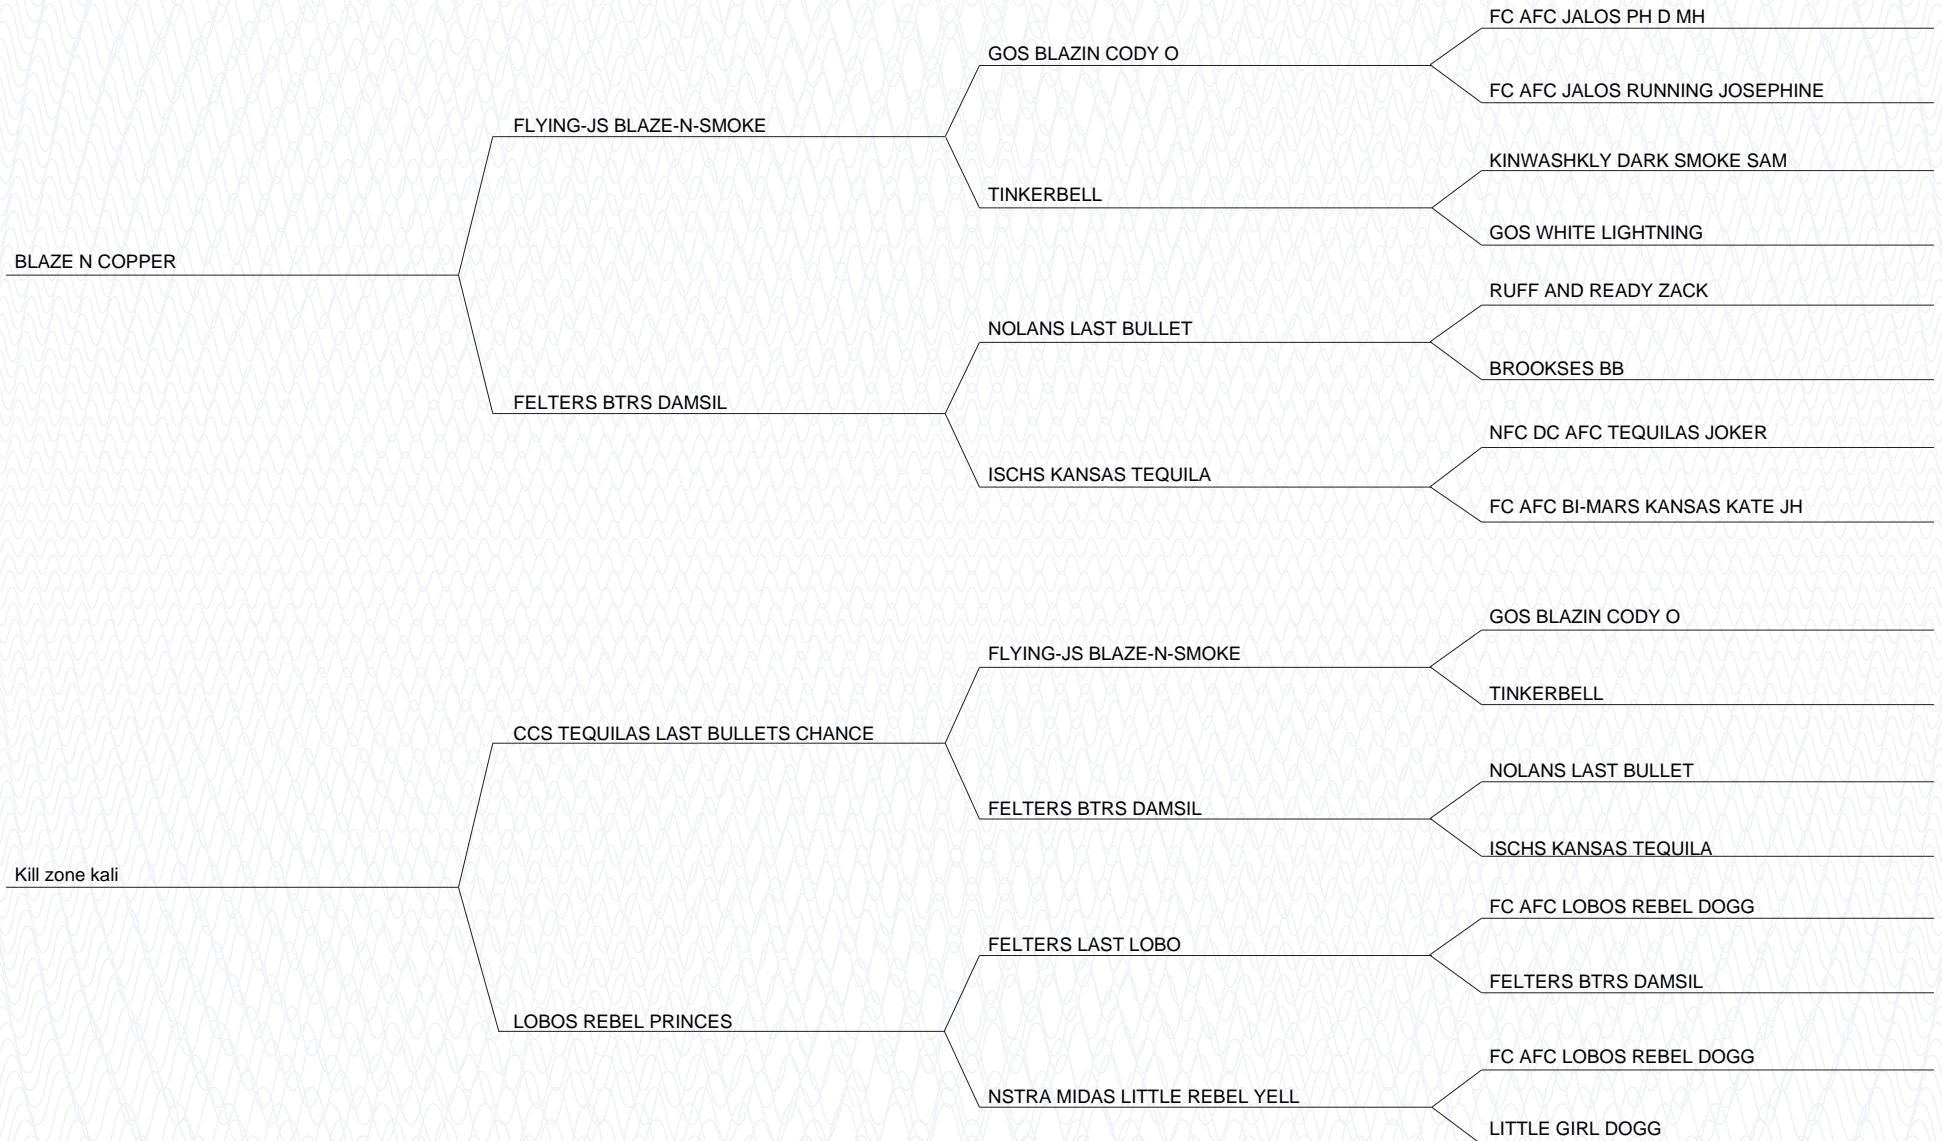 FC AFC JALOS PH D MH
GOS BLAZIN CODY O
FC AFC JALOS RUNNING JOSEPHINE
FLYING-JS BLAZE-N-SMOKE
KINWASHKLY DARK SMOKE SAM
TINKERBELL
GOS WHITE LIGHTNING
BLAZE N COPPER
RUFF AND READY ZACK
NOLANS LAST BULLET
BROOKSES BB
FELTERS BTRS DAMSIL
NFC DC AFC TEQUILAS JOKER
ISCHS KANSAS TEQUILA
FC AFC BI-MARS KANSAS KATE JH
GOS BLAZIN CODY O
FLYING-JS BLAZE-N-SMOKE
TINKERBELL
CCS TEQUILAS LAST BULLETS CHANCE
NOLANS LAST BULLET
FELTERS BTRS DAMSIL
ISCHS KANSAS TEQUILA
Kill zone kali
FC AFC LOBOS REBEL DOGG
FELTERS LAST LOBO
FELTERS BTRS DAMSIL
LOBOS REBEL PRINCES
FC AFC LOBOS REBEL DOGG
NSTRA MIDAS LITTLE REBEL YELL
LITTLE GIRL DOGG